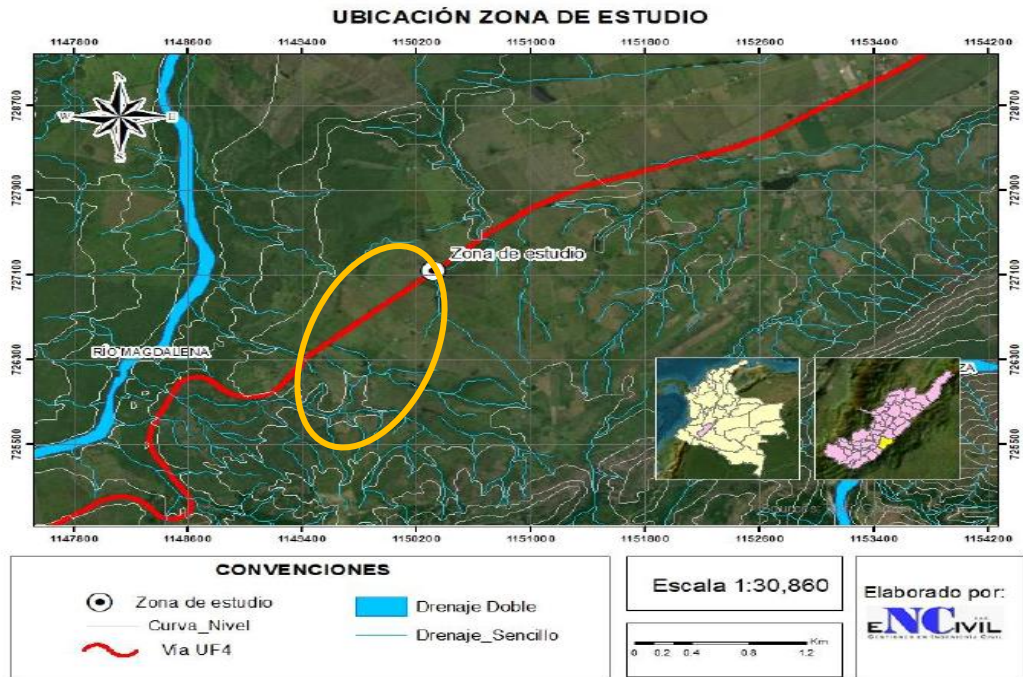 UBICACIÓN ZONA DE ESTUDIO
1147800 1148600 1149400 1150200 1151000 1151800 1152600 1153400 1154200
N
W E
S
728700 728700
727900 727900
Zona de estudio
727100 727100
RÍO MAGDALENA
726300 726300
ZA
725500 725500
1147800 1148600 1149400 1150200 1151000 1151800 1152600 1153400 1154200
CONVENCIONES
Zona de estudio
Curva_Nivel
Vía UF4
Drenaje Doble
Drenaje_Sencillo
Escala 1:30,860
Km
0 0.2 0.4 0.8 1.2
Elaborado por:
ENCIVIL